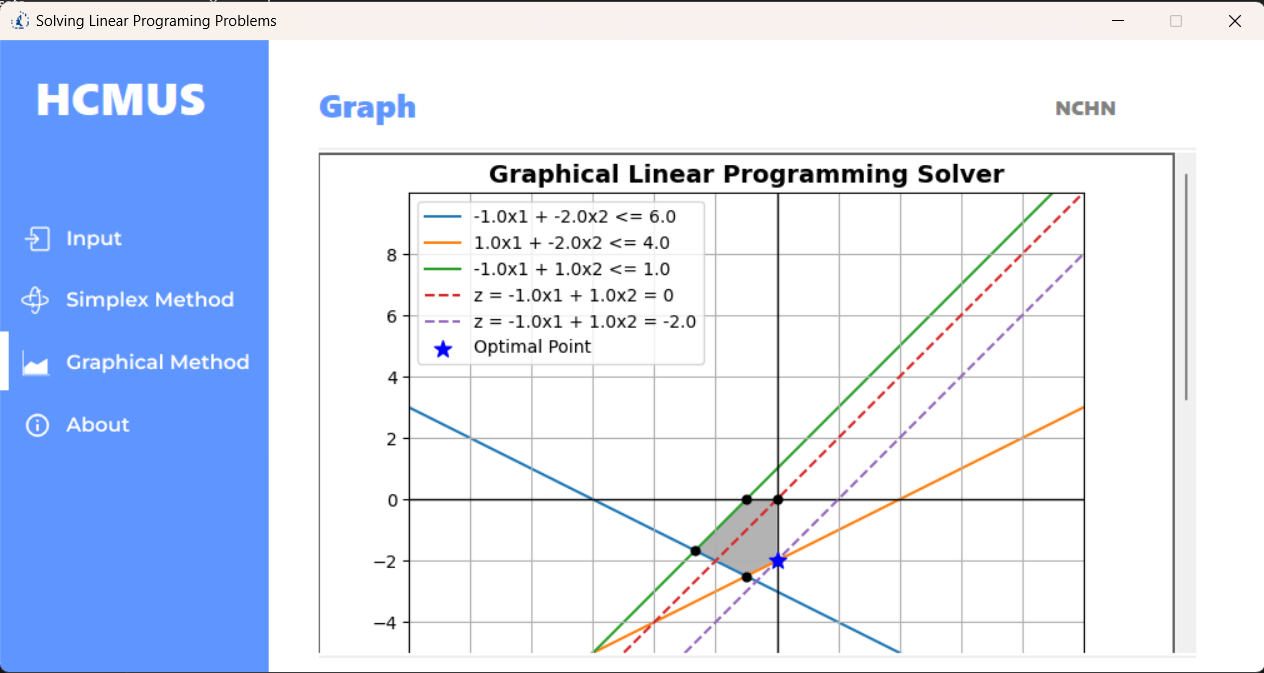 Solving Linear Programing Problems
HCMUS
Input
Simplex Method
Graphical Method
About
Graph
NCHN
Graphical Linear Programming Solver
-1.0x1 + -2.0x2 <= 6.0
1.0x1 + -2.0x2 <= 4.0
-1.0x1 + 1.0x2 <= 1.0
z = -1.0x1 + 1.0x2 = 0
z = -1.0x1 + 1.0x2 = -2.0
Optimal Point
8
6
4
2
0
−2
−4